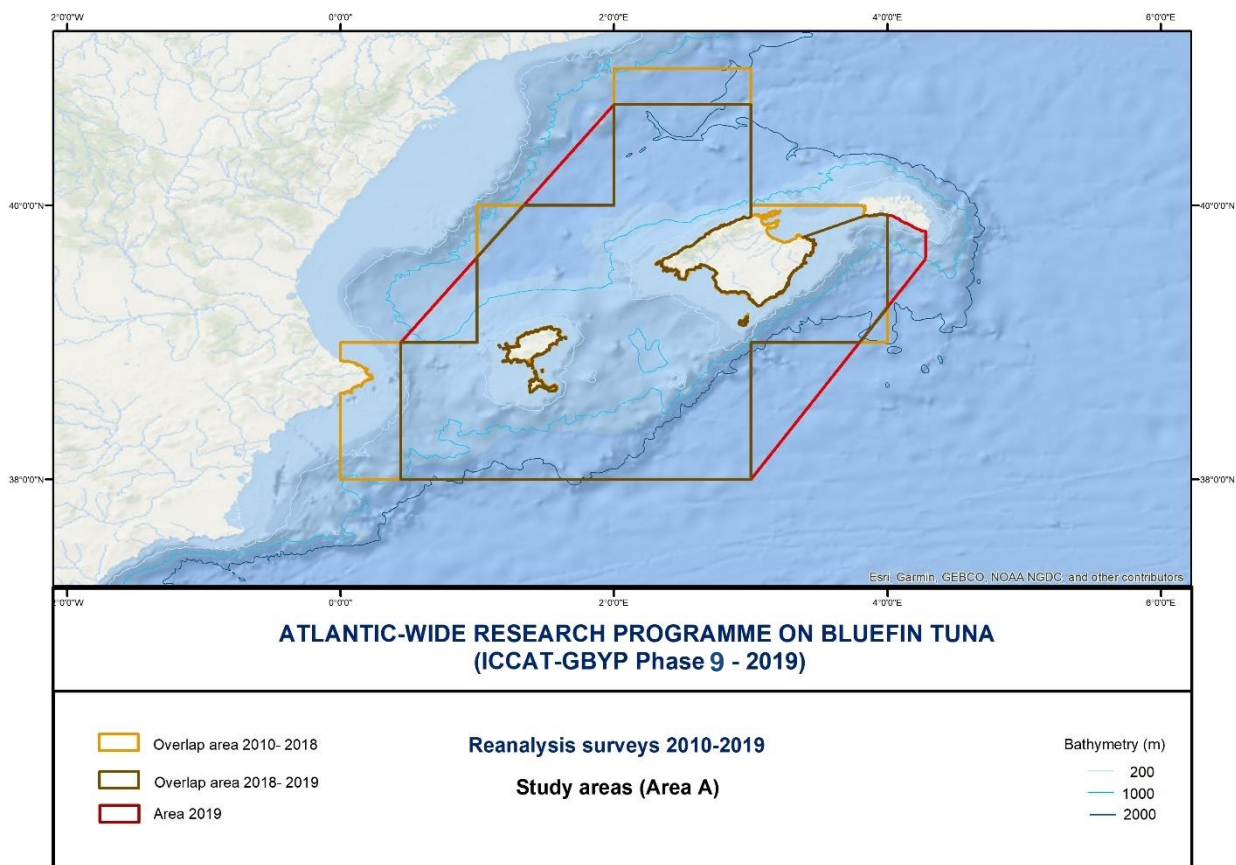 2°0'0"W 0°0'0" 2°0'0"E 4°0'0"E 6°0'0"E
40°0'0"N 40°0'0"N
38°0'0"N 38°0'0"N
Esri, Garmin, GEBCO, NOAA NGDC, and other contributors
2°0'0"W 0°0'0" 2°0'0"E 4°0'0"E 6°0'0"E
ATLANTIC-WIDE RESEARCH PROGRAMME ON BLUEFIN TUNA
(ICCAT-GBYP Phase 9 - 2019)
Reanalysis surveys 2010-2019
Study areas (Area A)
Overlap area 2010- 2018
Overlap area 2018- 2019
Area 2019
Bathymetry (m)
200
1000
2000